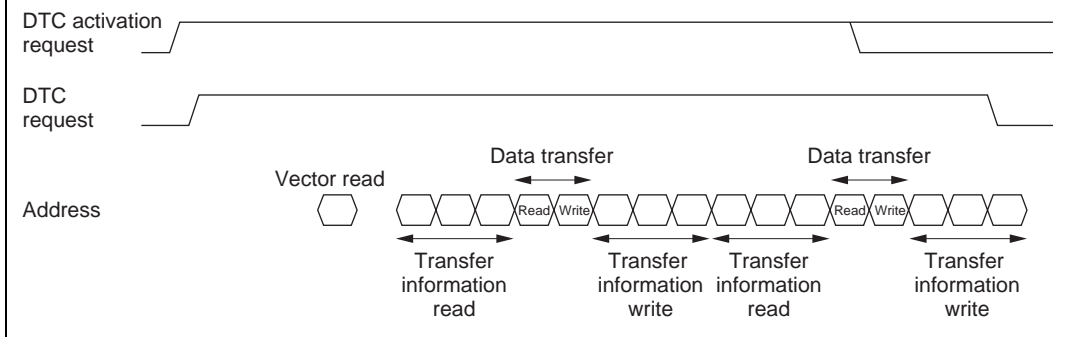 DTC activation
request
DTC
request
Data transfer
Data transfer
Vector read
Address
Read
Write
Read
Write
Transfer
information
read
Transfer
information
write
Transfer
information
read
Transfer
information
write